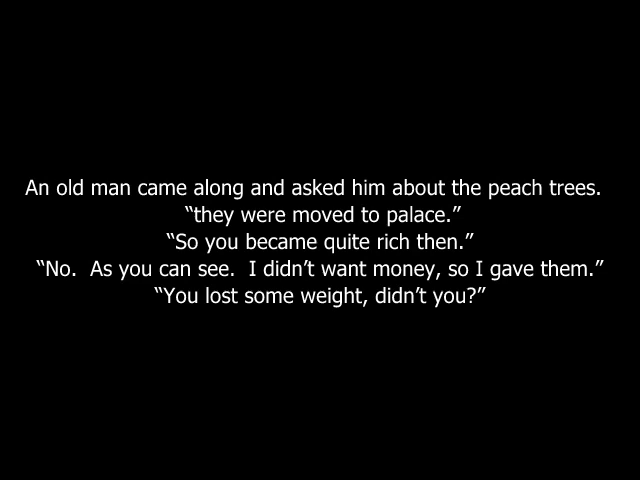 An old man came along and asked him about the peach trees.
“they were moved to palace.”
“So you became quite rich then.”
“No.  As you can see.  I didn’t want money, so I gave them.”
“You lost some weight, didn’t you?”